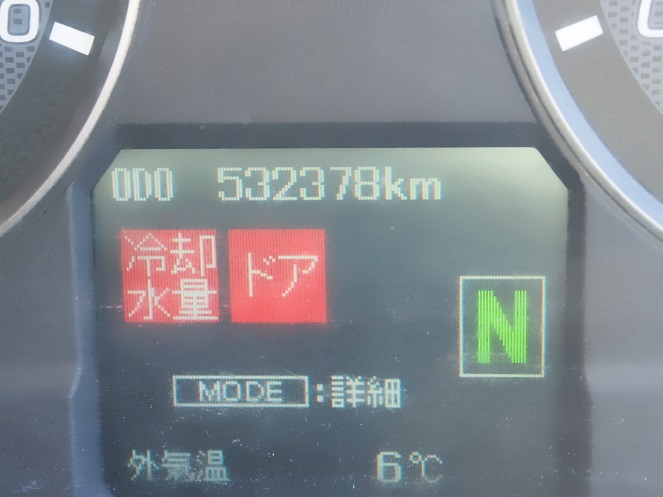 ODO 532378km
冷却 ドア
水量
N
MODE:詳細
外気温 6℃